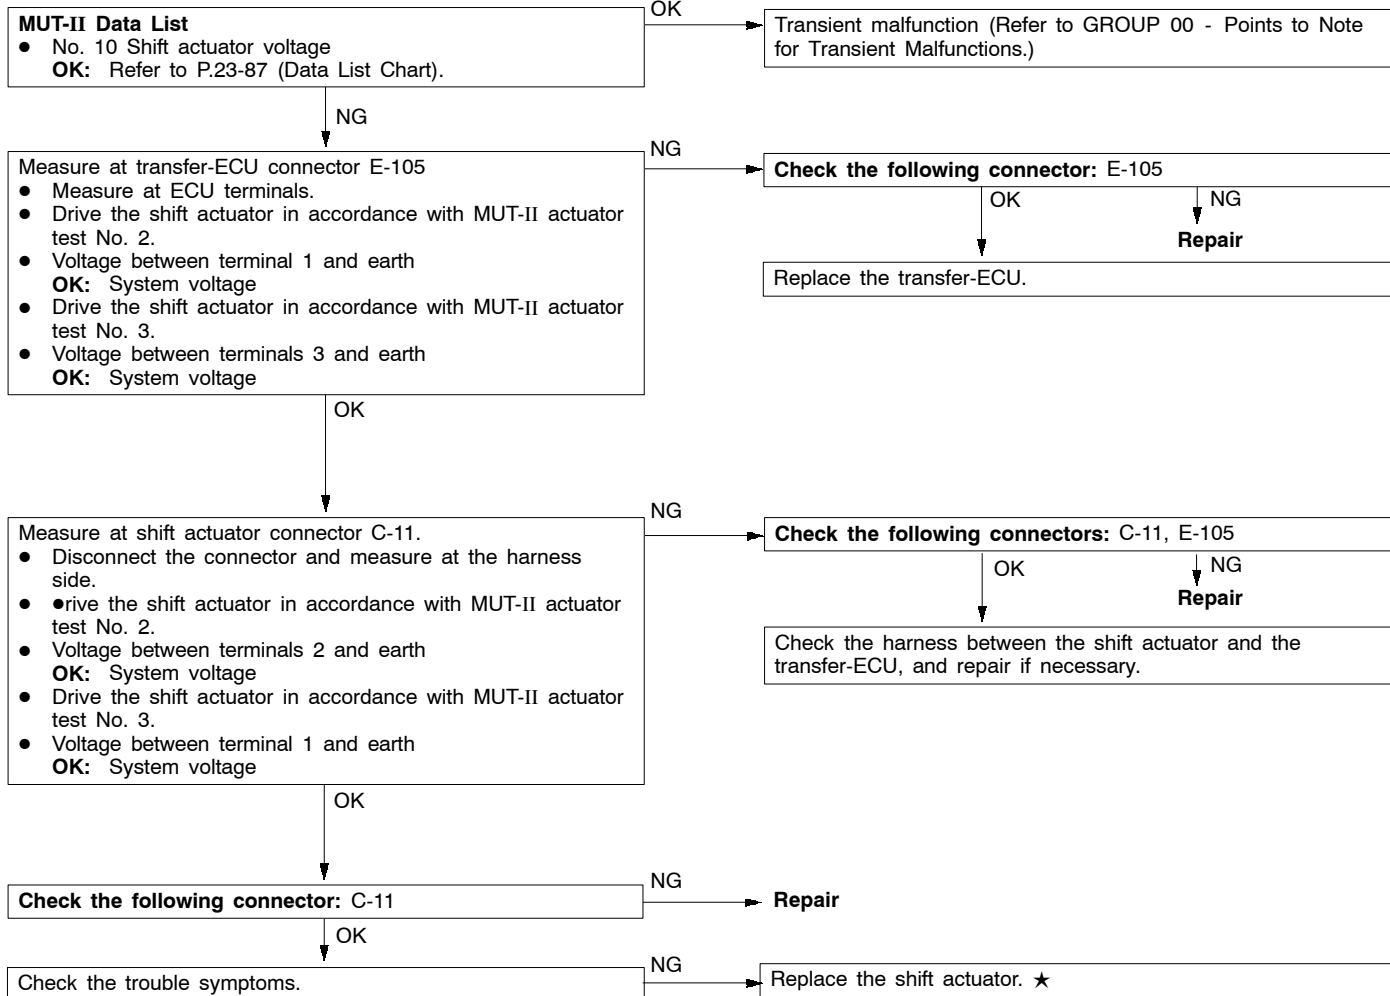 MUT-II Data List
● No. 10 Shift actuator voltage
OK: Refer to P.23-87 (Data List Chart).
OK
Transient malfunction (Refer to GROUP 00 - Points to Note
for Transient Malfunctions.)
NG
Measure at transfer-ECU connector E-105
● Measure at ECU terminals.
● Drive the shift actuator in accordance with MUT-II actuator
test No. 2.
● Voltage between terminal 1 and earth
OK: System voltage
● Drive the shift actuator in accordance with MUT-II actuator
test No. 3.
● Voltage between terminals 3 and earth
OK: System voltage
NG
Check the following connector: E-105
OK
NG
Repair
Replace the transfer-ECU.
OK
Measure at shift actuator connector C-11.
● Disconnect the connector and measure at the harness
side.
● ●rive the shift actuator in accordance with MUT-II actuator
test No. 2.
● Voltage between terminals 2 and earth
OK: System voltage
● Drive the shift actuator in accordance with MUT-II actuator
test No. 3.
● Voltage between terminal 1 and earth
OK: System voltage
NG
Check the following connectors: C-11, E-105
OK
NG
Repair
Check the harness between the shift actuator and the
transfer-ECU, and repair if necessary.
OK
Check the following connector: C-11
NG
Repair
OK
Check the trouble symptoms.
NG
Replace the shift actuator. ★